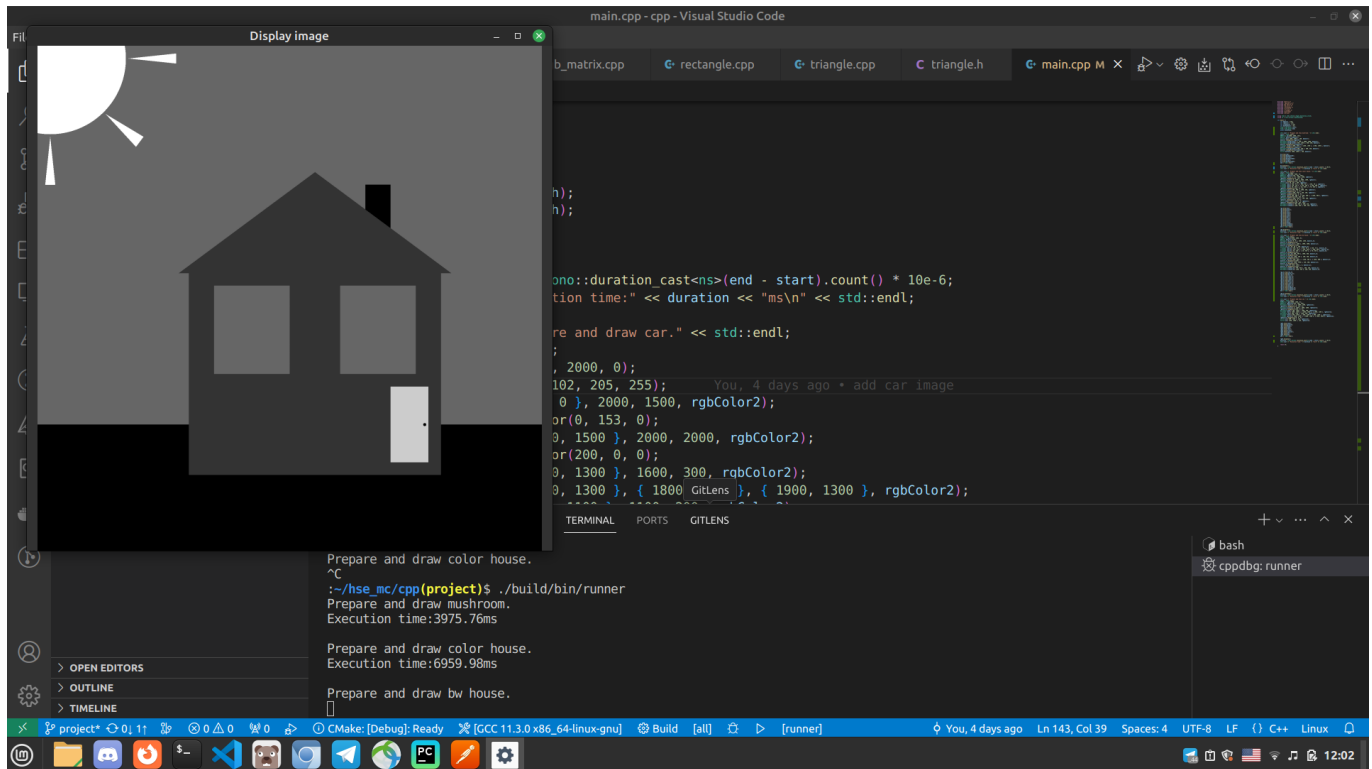 main.cpp - cpp - Visual Studio Code
Display image
b_matrix.cpp
rectangle.cpp
triangle.cpp
C triangle.h
main.cpp M
h);
h);
ono::duration_cast<ns>(end - start).count() * 10e-6;
tion time:" << duration << "ms\n" << std::endl;
re and draw car." << std::endl;
;
, 2000, 0);
102, 205, 255); You, 4 days ago • add car image
0 }, 2000, 1500, rgbColor2);
or(0, 153, 0);
0, 1500 }, 2000, 2000, rgbColor2);
or(200, 0, 0);
0, 1300 }, 1600, 300, rgbColor2);
0, 1300 }, { 1800 }, { 1900, 1300 }, rgbColor2);
GitLens
TERMINAL PORTS GITLENS
bash
cppdbg: runner
Prepare and draw color house.
^C
:~/hse_mc/cpp(project)$ ./build/bin/runner
Prepare and draw mushroom.
Execution time:3975.76ms
Prepare and draw color house.
Execution time:6959.98ms
Prepare and draw bw house.
OPEN EDITORS
OUTLINE
TIMELINE
project* 0↓ 1↑ 0 0 0 CMake: [Debug]: Ready [GCC 11.3.0 x86_64-linux-gnu] Build [all] [runner] You, 4 days ago Ln 143, Col 39 Spaces: 4 UTF-8 LF {} C++ Linux
PC
12:02